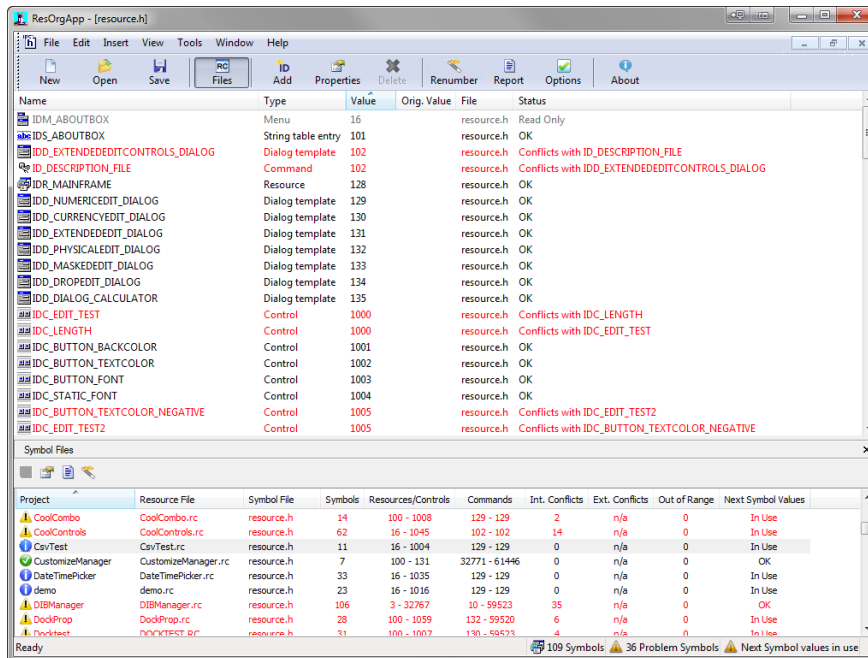 ResOrgApp - [resource.h]
File Edit Insert View Tools Window Help
New Open Save Files Add Properties Delete Renumber Report Options About
Name Type Value Orig. Value File Status
IDM_ABOUTBOX Menu 16 resource.h Read Only
IDS_ABOUTBOX String table entry 101 resource.h OK
IDD_EXTENDEDEDITCONTROLS_DIALOG Dialog template 102 resource.h Conflicts with ID_DESCRIPTION_FILE
ID_DESCRIPTION_FILE Command 102 resource.h Conflicts with IDD_EXTENDEDEDITCONTROLS_DIALOG
IDR_MAINFRAME Resource 128 resource.h OK
IDD_NUMERICEDIT_DIALOG Dialog template 129 resource.h OK
IDD_CURRENCYEDIT_DIALOG Dialog template 130 resource.h OK
IDD_EXTENDEDEDIT_DIALOG Dialog template 131 resource.h OK
IDD_PHYSICALEDIT_DIALOG Dialog template 132 resource.h OK
IDD_MASKEDEDIT_DIALOG Dialog template 133 resource.h OK
IDD_DROPEDIT_DIALOG Dialog template 134 resource.h OK
IDD_DIALOG_CALCULATOR Dialog template 135 resource.h OK
IDC_EDIT_TEST Control 1000 resource.h Conflicts with IDC_LENGTH
IDC_LENGTH Control 1000 resource.h Conflicts with IDC_EDIT_TEST
IDC_BUTTON_BACKCOLOR Control 1001 resource.h OK
IDC_BUTTON_TEXTCOLOR Control 1002 resource.h OK
IDC_BUTTON_FONT Control 1003 resource.h OK
IDC_STATIC_FONT Control 1004 resource.h OK
IDC_BUTTON_TEXTCOLOR_NEGATIVE Control 1005 resource.h Conflicts with IDC_EDIT_TEST2
IDC_EDIT_TEST2 Control 1005 resource.h Conflicts with IDC_BUTTON_TEXTCOLOR_NEGATIVE
Symbol Files
Project Resource File Symbol File Symbols Resources/Controls Commands Int. Conflicts Ext. Conflicts Out of Range Next Symbol Values
CoolCombo CoolCombo.rc resource.h 14 100 - 1008 129 - 129 2 n/a 0 In Use
CoolControls CoolControls.rc resource.h 62 16 - 1045 102 - 102 14 n/a 0 In Use
CsvTest CsvTest.rc resource.h 11 16 - 1004 129 - 129 0 n/a 0 In Use
CustomizeManager CustomizeManager.rc resource.h 7 100 - 131 32771 - 61446 0 n/a 0 OK
DateTimePicker DateTimePicker.rc resource.h 33 16 - 1035 129 - 129 0 n/a 0 In Use
demo demo.rc resource.h 23 16 - 1016 129 - 129 0 n/a 0 In Use
DIBManager DIBManager.rc resource.h 106 3 - 32767 10 - 59523 35 n/a 0 OK
DockProp DockProp.rc resource.h 28 100 - 1059 132 - 59520 6 n/a 0 In Use
Docktest DOCKTEST.RC resource.h 31 100 - 1007 130 - 59523 4 n/a 0 In Use
Ready 109 Symbols 36 Problem Symbols Next Symbol values in use